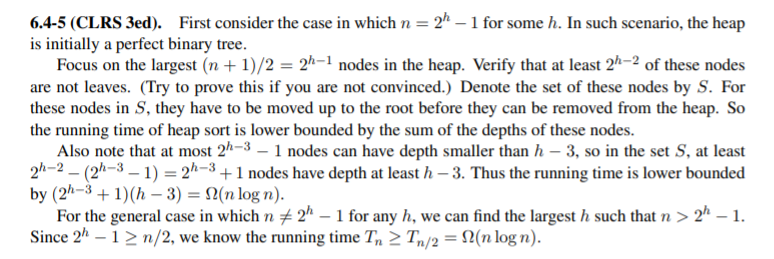 6.4-5 (CLRS 3ed). First consider the case in which n = 2^h − 1 for some h. In such scenario, the heap
is initially a perfect binary tree.
Focus on the largest (n + 1)/2 = 2^{h−1} nodes in the heap. Verify that at least 2^{h−2} of these nodes
are not leaves. (Try to prove this if you are not convinced.) Denote the set of these nodes by S. For
these nodes in S, they have to be moved up to the root before they can be removed from the heap. So
the running time of heap sort is lower bounded by the sum of the depths of these nodes.
Also note that at most 2^{h−3} − 1 nodes can have depth smaller than h − 3, so in the set S, at least
2^{h−2} − (2^{h−3} − 1) = 2^{h−3} + 1 nodes have depth at least h − 3. Thus the running time is lower bounded
by (2^{h−3} + 1)(h − 3) = Ω(n log n).
For the general case in which n ≠ 2^h − 1 for any h, we can find the largest h such that n > 2^h − 1.
Since 2^h − 1 ≥ n/2, we know the running time T_n ≥ T_{n/2} = Ω(n log n).